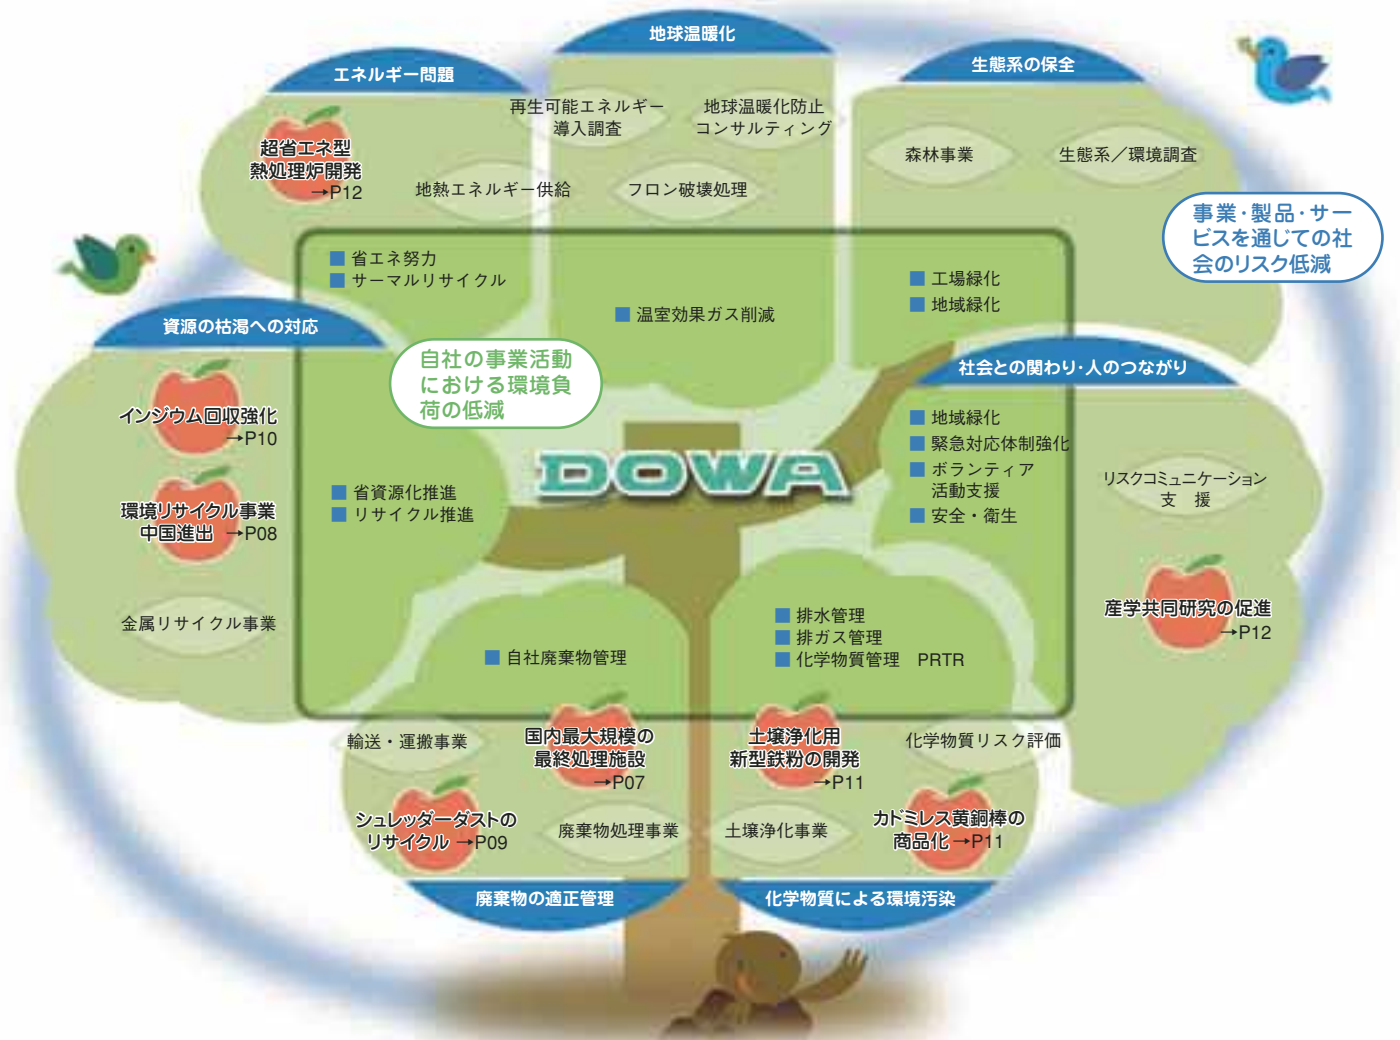 地球温暖化
エネルギー問題
生態系の保全
再生可能エネルギー
導入調査
地球温暖化防止
コンサルティング
超省エネ型
熱処理炉開発
→P12
地熱エネルギー供給
フロン破壊処理
森林事業
生態系／環境調査
事業・製品・サー
ビスを通じての社
会のリスク低減
■ 省エネ努力
■ サーマルリサイクル
■ 温室効果ガス削減
■ 工場緑化
■ 地域緑化
資源の枯渇への対応
自社の事業活動
における環境負
荷の低減
社会との関わり・人のつながり
インジウム回収強化
→P10
環境リサイクル事業
中国進出 →P08
金属リサイクル事業
■ 省資源化推進
■ リサイクル推進
DOWA
■ 地域緑化
■ 緊急対応体制強化
■ ボランティア
活動支援
■ 安全・衛生
リスクコミュニケーション
支 援
産学共同研究の促進
→P12
■ 自社廃棄物管理
■ 排水管理
■ 排ガス管理
■ 化学物質管理 PRTR
輸送・運搬事業
国内最大規模の
最終処理施設
→P07
土壌浄化用
新型鉄粉の開発
→P11
化学物質リスク評価
シュレッダーダストの
リサイクル →P09
廃棄物処理事業
土壌浄化事業
カドミレス黄銅棒の
商品化 →P11
廃棄物の適正管理
化学物質による環境汚染